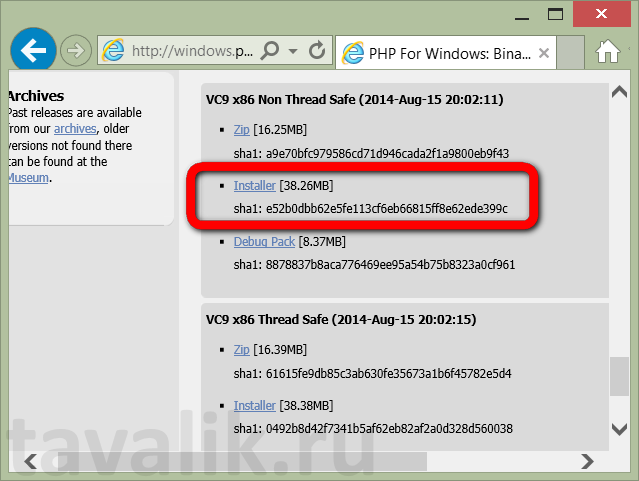 http://windows.p...
PHP For Windows: Bina...
Archives
Past releases are available
from our archives, older
versions not found there
can be found at the
Museum.
VC9 x86 Non Thread Safe (2014-Aug-15 20:02:11)
Zip [16.25MB]
sha1: a9e70bfc979586cd71d946cada2f1a9800eb9f43
Installer [38.26MB]
sha1: e52b0dbb62e5fe113cf6eb66815ff8e62ede399c
Debug Pack [8.37MB]
sha1: 8878837b8aca776469ee95a54b75b8323a0cf961
VC9 x86 Thread Safe (2014-Aug-15 20:02:15)
Zip [16.39MB]
sha1: 61615fe9db85c3ab630fe35673a1b6f45782e5d4
Installer [38.38MB]
sha1: 0492b8d42f7341b5af62eb82af2a0d328d560038
tavalik.ru